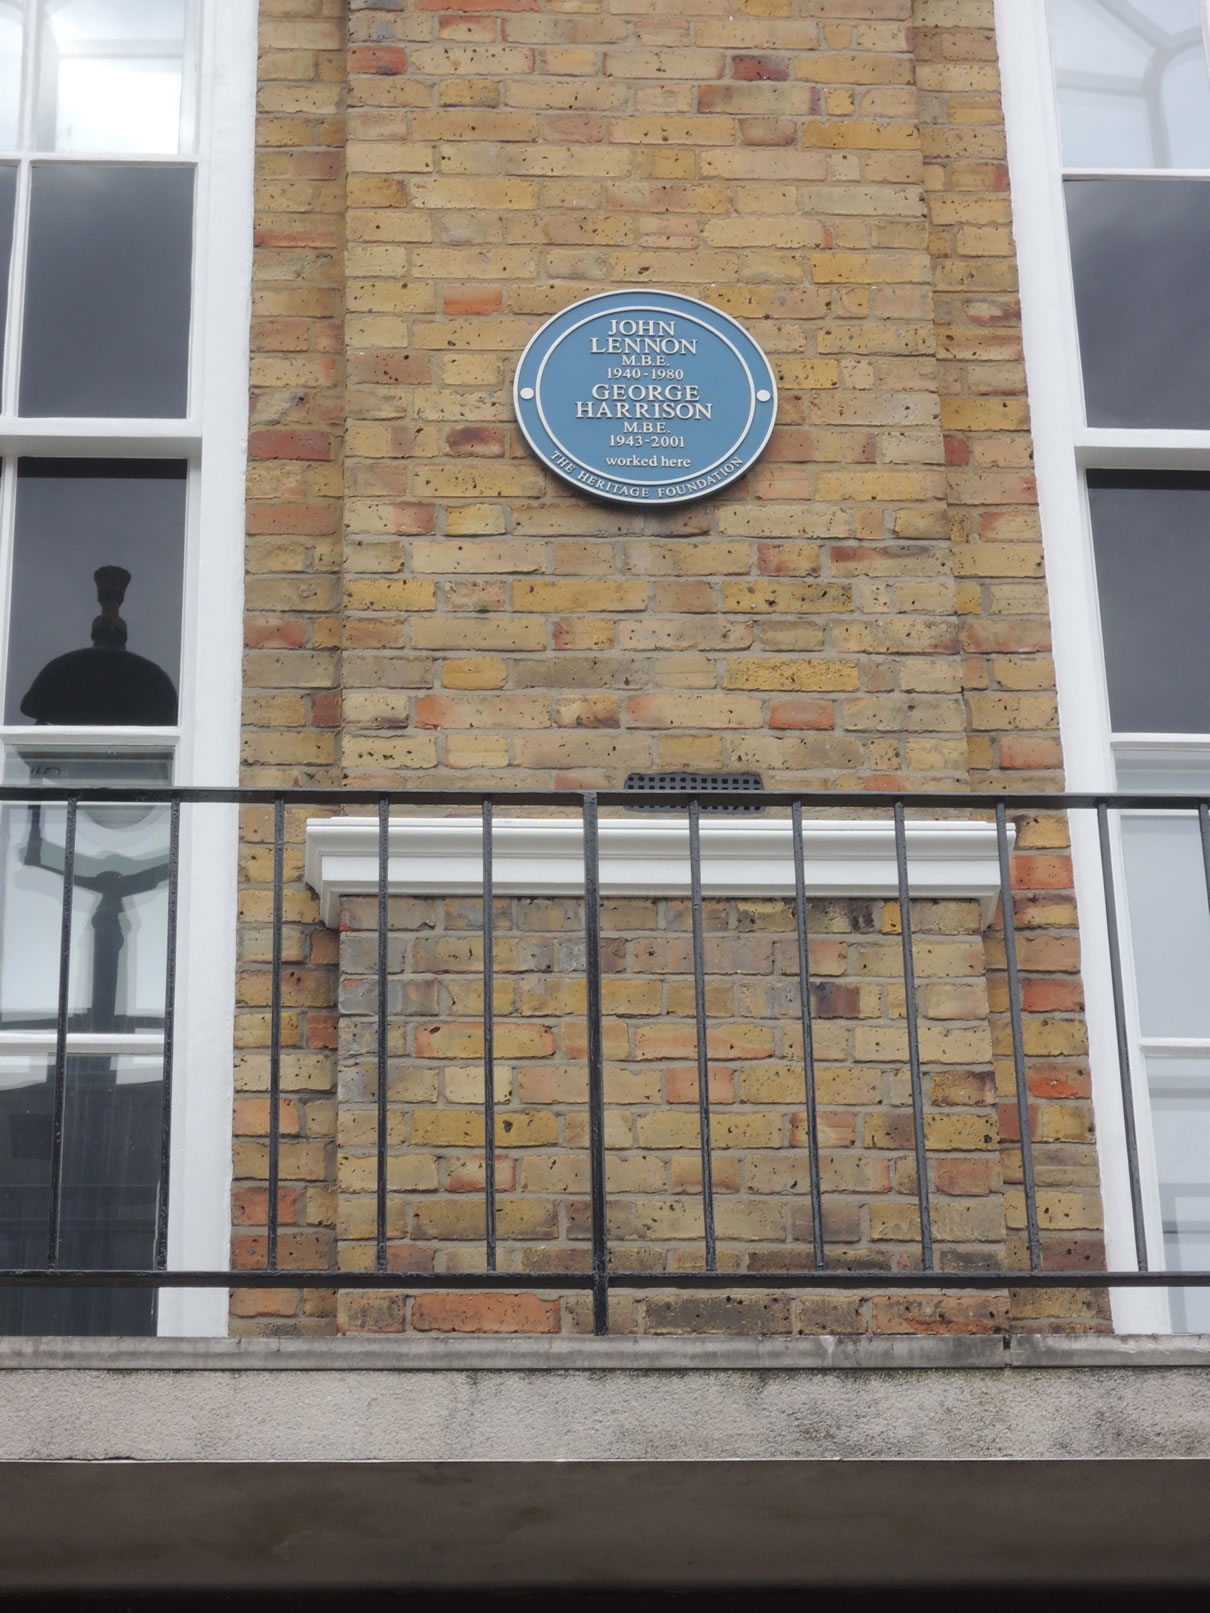 JOHN
LENNON
M.B.E.
1940-1980
GEORGE
HARRISON
M.B.E.
1943-2001
worked here
THE HERITAGE FOUNDATION